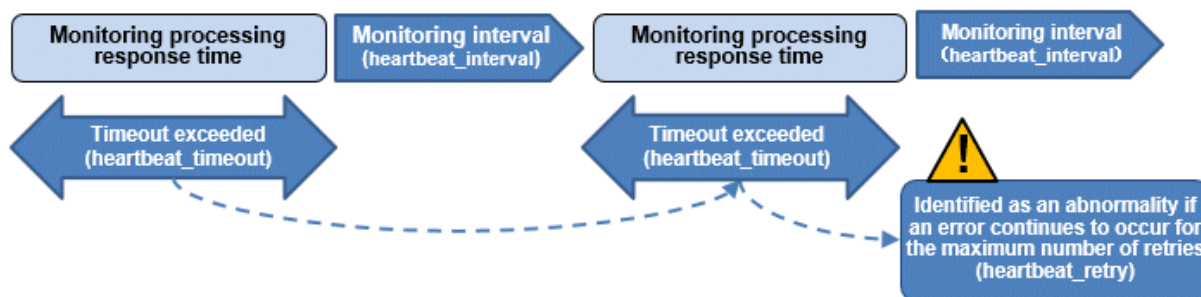 Monitoring processing
response time
Monitoring interval
(heartbeat_interval)
Monitoring processing
response time
Monitoring interval
(heartbeat_interval)
Timeout exceeded
(heartbeat_timeout)
Timeout exceeded
(heartbeat_timeout)
!
Identified as an abnormality if
an error continues to occur for
the maximum number of retries
(heartbeat_retry)